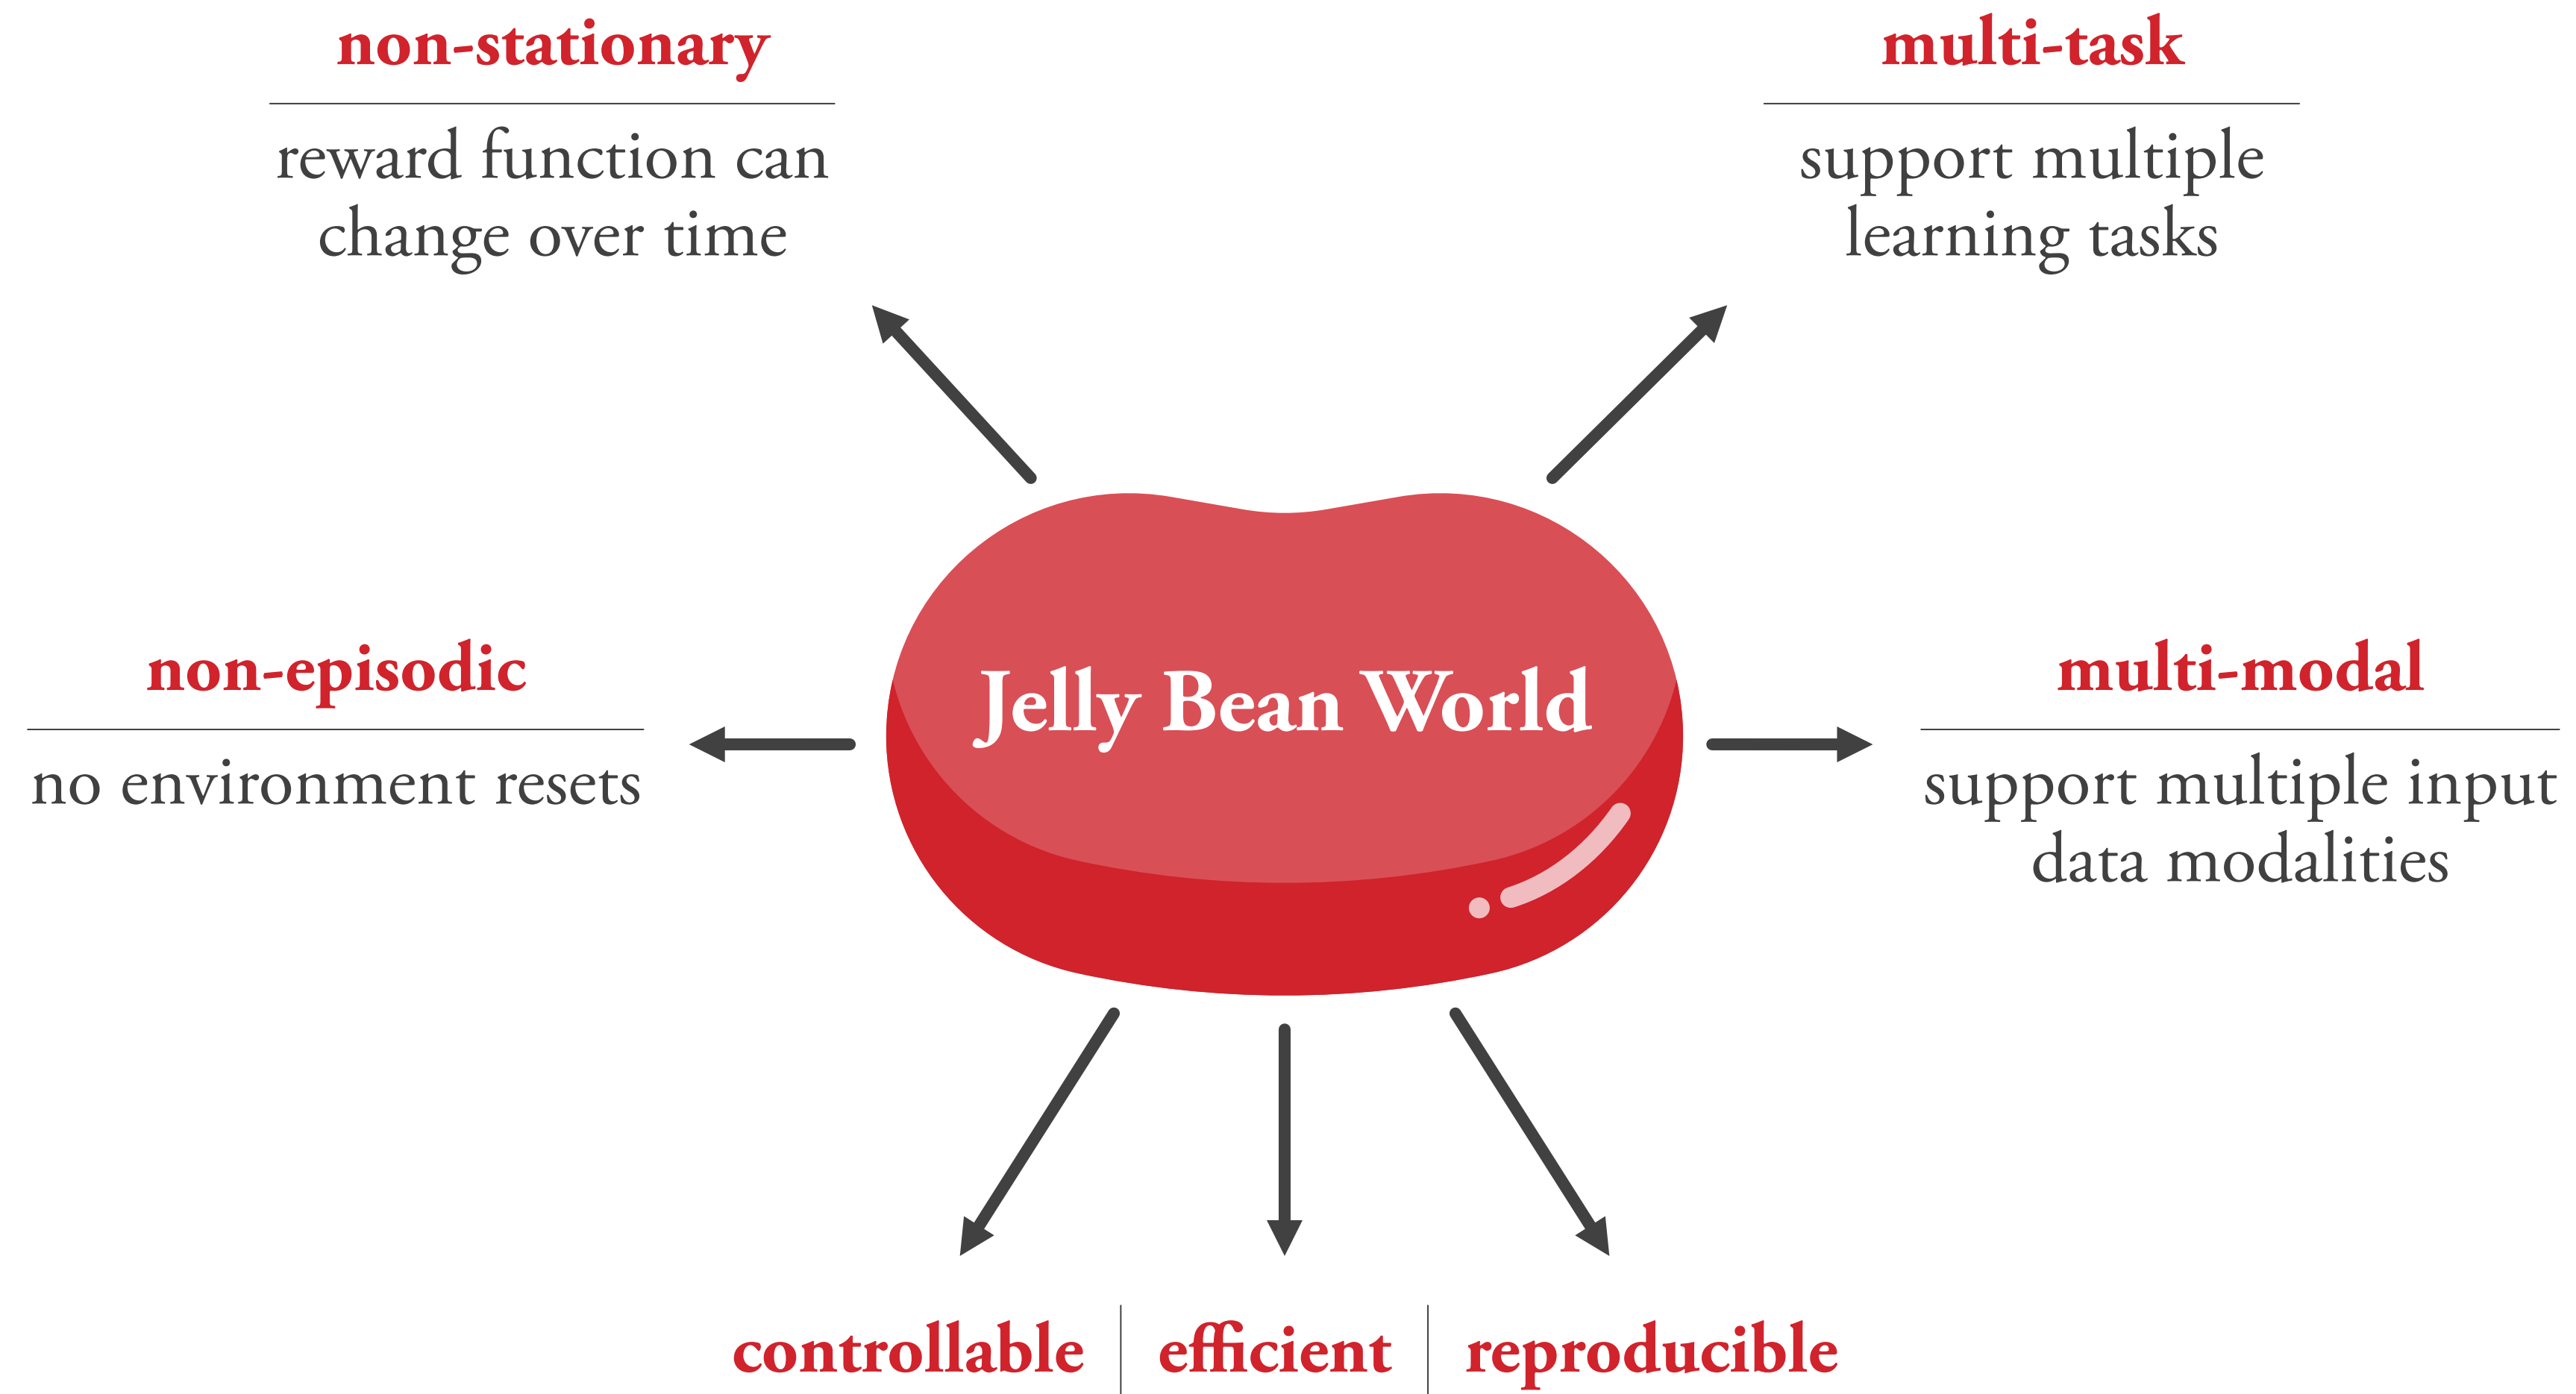 non-stationary
reward function can
change over time
multi-task
support multiple
learning tasks
non-episodic
no environment resets
Jelly Bean World
multi-modal
support multiple input
data modalities
controllable
efficient
reproducible